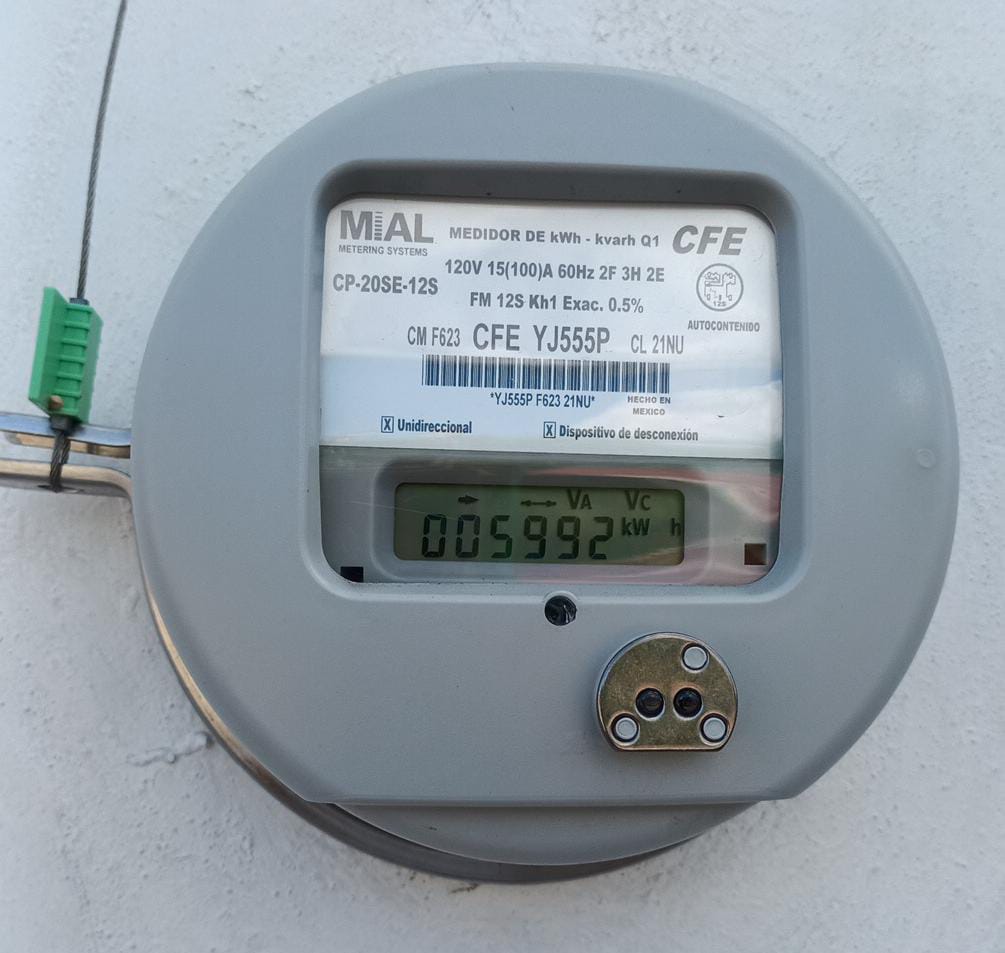 MIAL
METERING SYSTEMS
MEDIDOR DE kWh - kvarh Q1
CFE
120V 15(100)A 60Hz 2F 3H 2E
CP-20SE-12S
FM 12S Kh1 Exac. 0.5%
12S
AUTOCONTENIDO
CM F623 CFE YJ555P CL 21NU
*YJ555P F623 21NU*
HECHO EN
MEXICO
X Unidireccional
X Dispositivo de desconexión
VA VC
005992 kW h